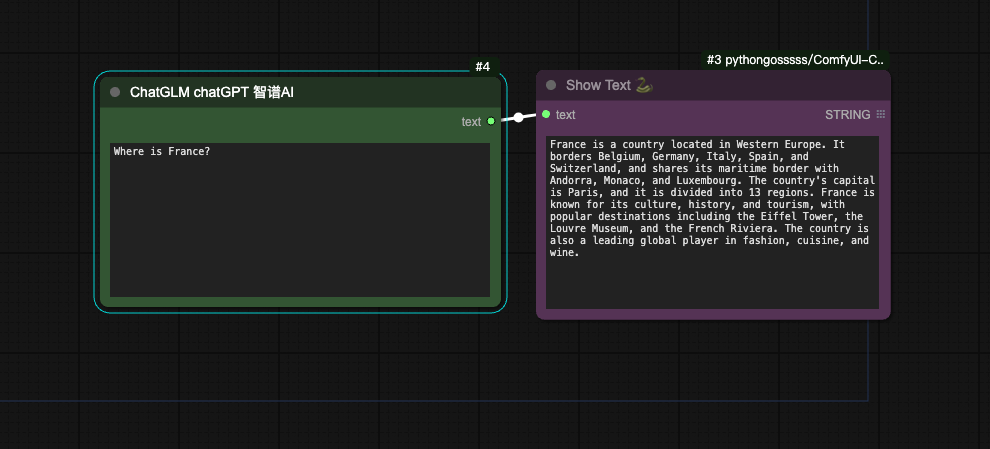 #4
ChatGLM chatGPT 智谱AI
text
Where is France?
#3 pythongosssss/ComfyUI-C..
Show Text 🐍
text
STRING
France is a country located in Western Europe. It
borders Belgium, Germany, Italy, Spain, and
Switzerland, and shares its maritime border with
Andorra, Monaco, and Luxembourg. The country's capital
is Paris, and it is divided into 13 regions. France is
known for its culture, history, and tourism, with
popular destinations including the Eiffel Tower, the
Louvre Museum, and the French Riviera. The country is
also a leading global player in fashion, cuisine, and
wine.